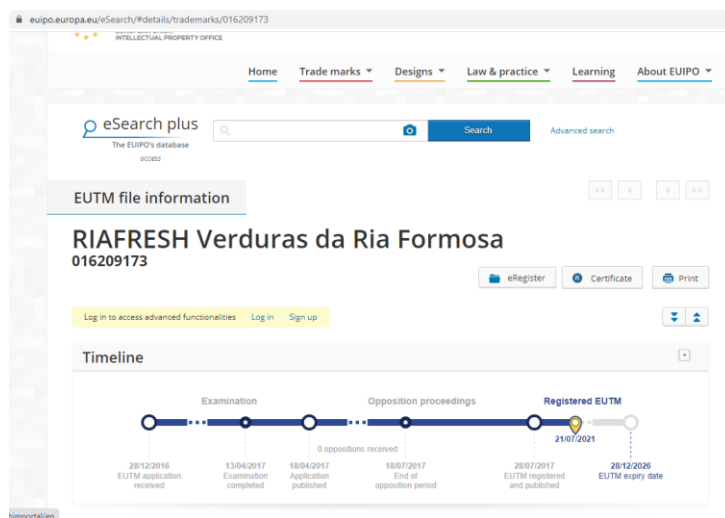 euipo.europa.eu/eSearch/#details/trademarks/016209173
INTELLECTUAL PROPERTY OFFICE
Home Trade marks Designs Law & practice Learning About EUIPO
eSearch plus
The EUIPO's database
access
Search
Advanced search
EUTM file information
RIAFRESH Verduras da Ria Formosa
016209173
eRegister Certificate Print
Log in to access advanced functionalities Log in Sign up
Timeline
Examination Opposition proceedings Registered EUTM
21/07/2021
0 oppositions received
28/12/2016 13/04/2017 18/04/2017 18/07/2017 28/07/2017 28/12/2026
EUTM application Examination Application End of EUTM registered EUTM expiry date
received completed published opposition period and published